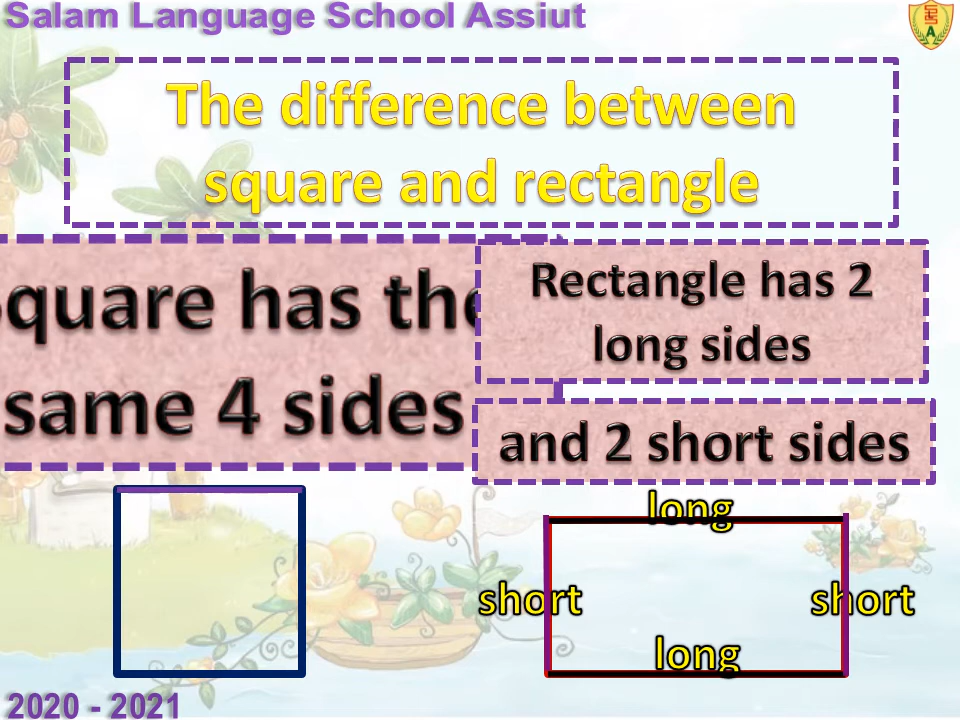 Salam Language School Assiut
The difference between
square and rectangle
square has the
same 4 sides
Rectangle has 2
long sides
and 2 short sides
long
short short
long
2020 - 2021